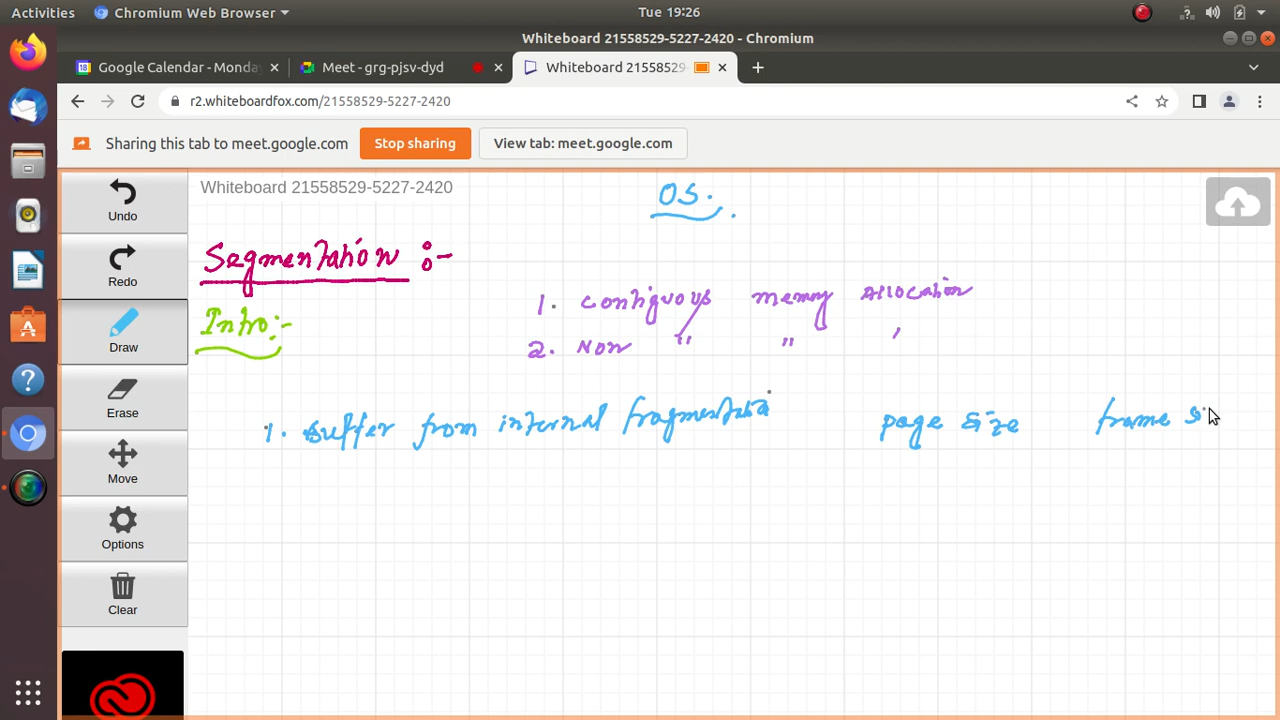 Activities Chromium Web Browser Tue 19:26
Whiteboard 21558529-5227-2420 - Chromium
Google Calendar - Monda Meet - grg-pjsv-dyd Whiteboard 21558529-
r2.whiteboardfox.com/21558529-5227-2420
Sharing this tab to meet.google.com Stop sharing View tab: meet.google.com
Whiteboard 21558529-5227-2420
OS.
Undo
Segmentation :-
Redo
1. contiguous memory Allocation
Intro:-
2. Non " " "
Draw
1. suffer from internal fragmentatio page size frame s
Erase
Move
Options
Clear